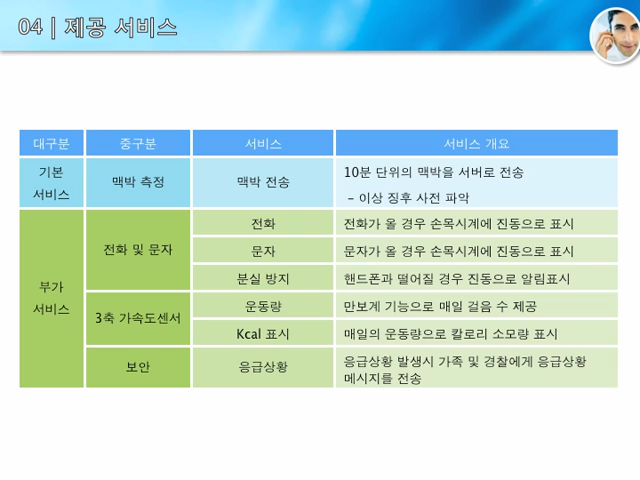 04 | 제공 서비스
대구분 중구분 서비스 서비스 개요
기본
서비스
맥박 측정 맥박 전송
10분 단위의 맥박을 서버로 전송
– 이상 징후 사전 파악
부가
서비스
전화 및 문자
전화 전화가 올 경우 손목시계에 진동으로 표시
문자 문자가 올 경우 손목시계에 진동으로 표시
분실 방지 핸드폰과 떨어질 경우 진동으로 알림표시
3축 가속도센서
운동량 만보계 기능으로 매일 걸음 수 제공
Kcal 표시 매일의 운동량으로 칼로리 소모량 표시
보안 응급상황
응급상황 발생시 가족 및 경찰에게 응급상황
메시지를 전송